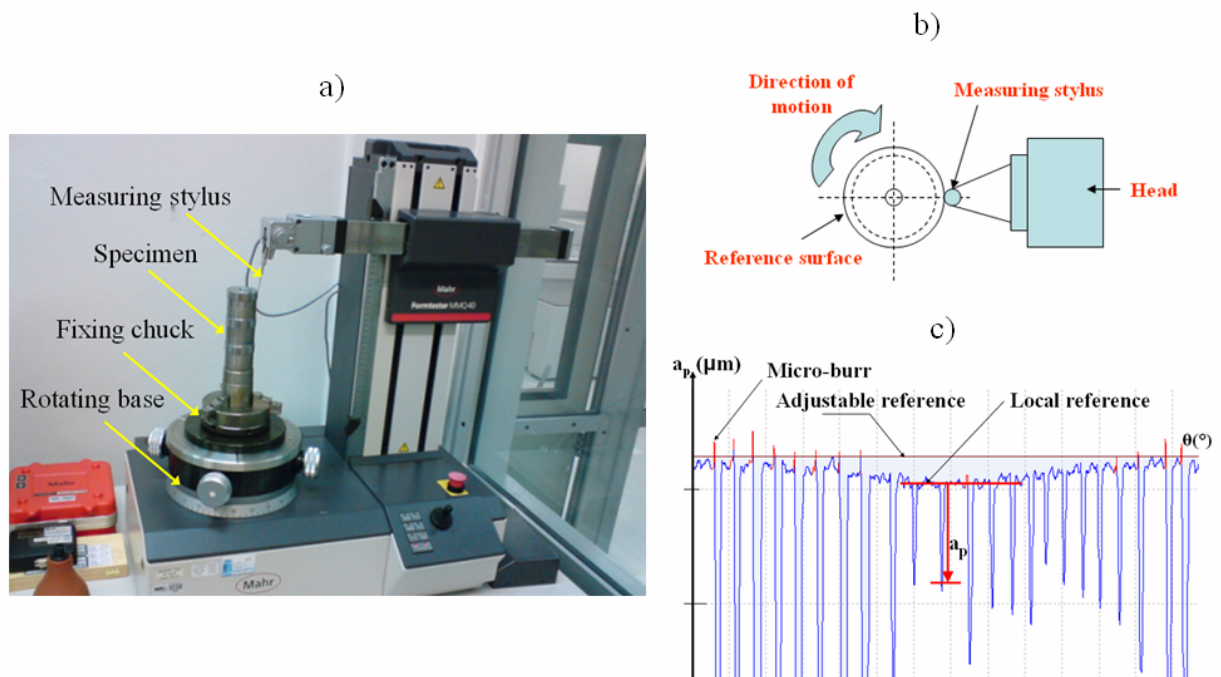 a)
Measuring stylus
Specimen
Fixing chuck
Rotating base
Mahr
Formtester MMQ40
Mahr
Mahr
b)
Direction of
motion
Measuring stylus
Head
Reference surface
c)
aₚ (μm)
Micro-burr
Adjustable reference
Local reference
θ(°)
aₚ